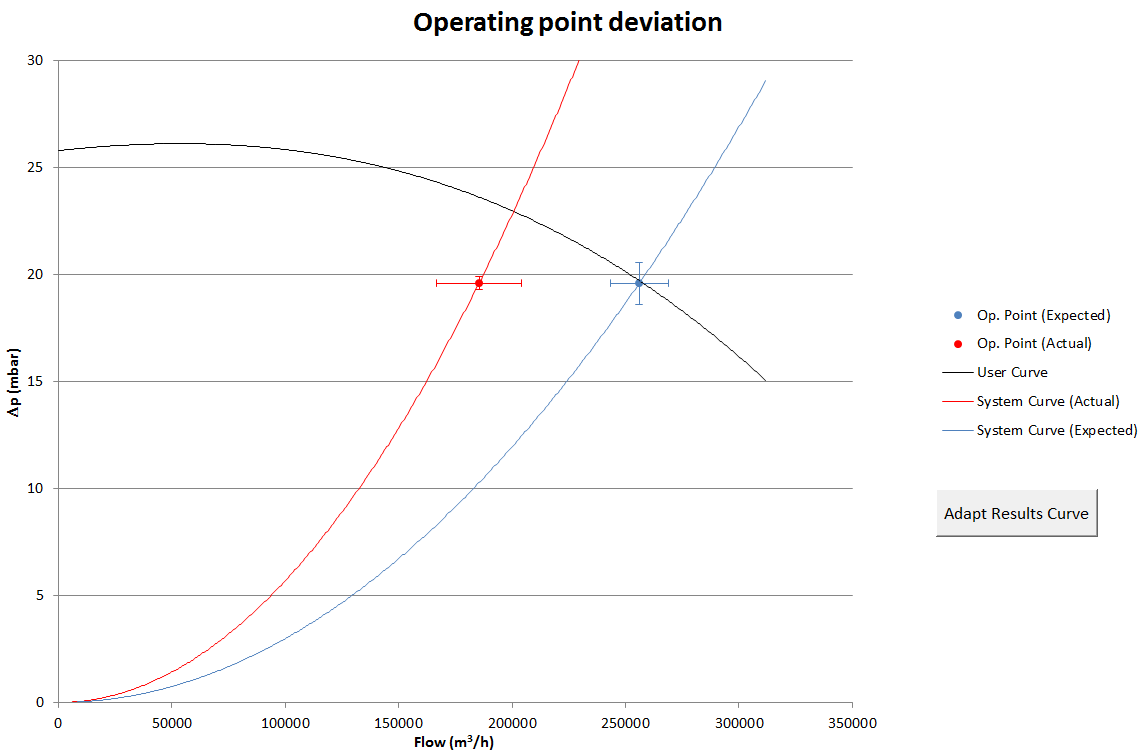 Operating point deviation
30
25
20
15
10
5
0
Δp (mbar)
0 50000 100000 150000 200000 250000 300000 350000
Flow (m³/h)
Op. Point (Expected)
Op. Point (Actual)
User Curve
System Curve (Actual)
System Curve (Expected)
Adapt Results Curve